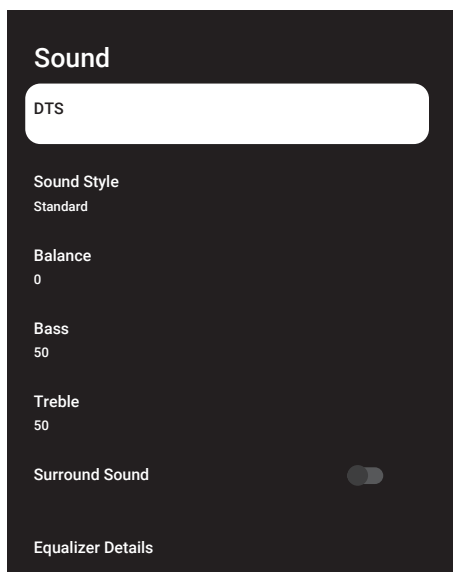 Sound
DTS
Sound Style
Standard
Balance
0
Bass
50
Treble
50
Surround Sound
Equalizer Details